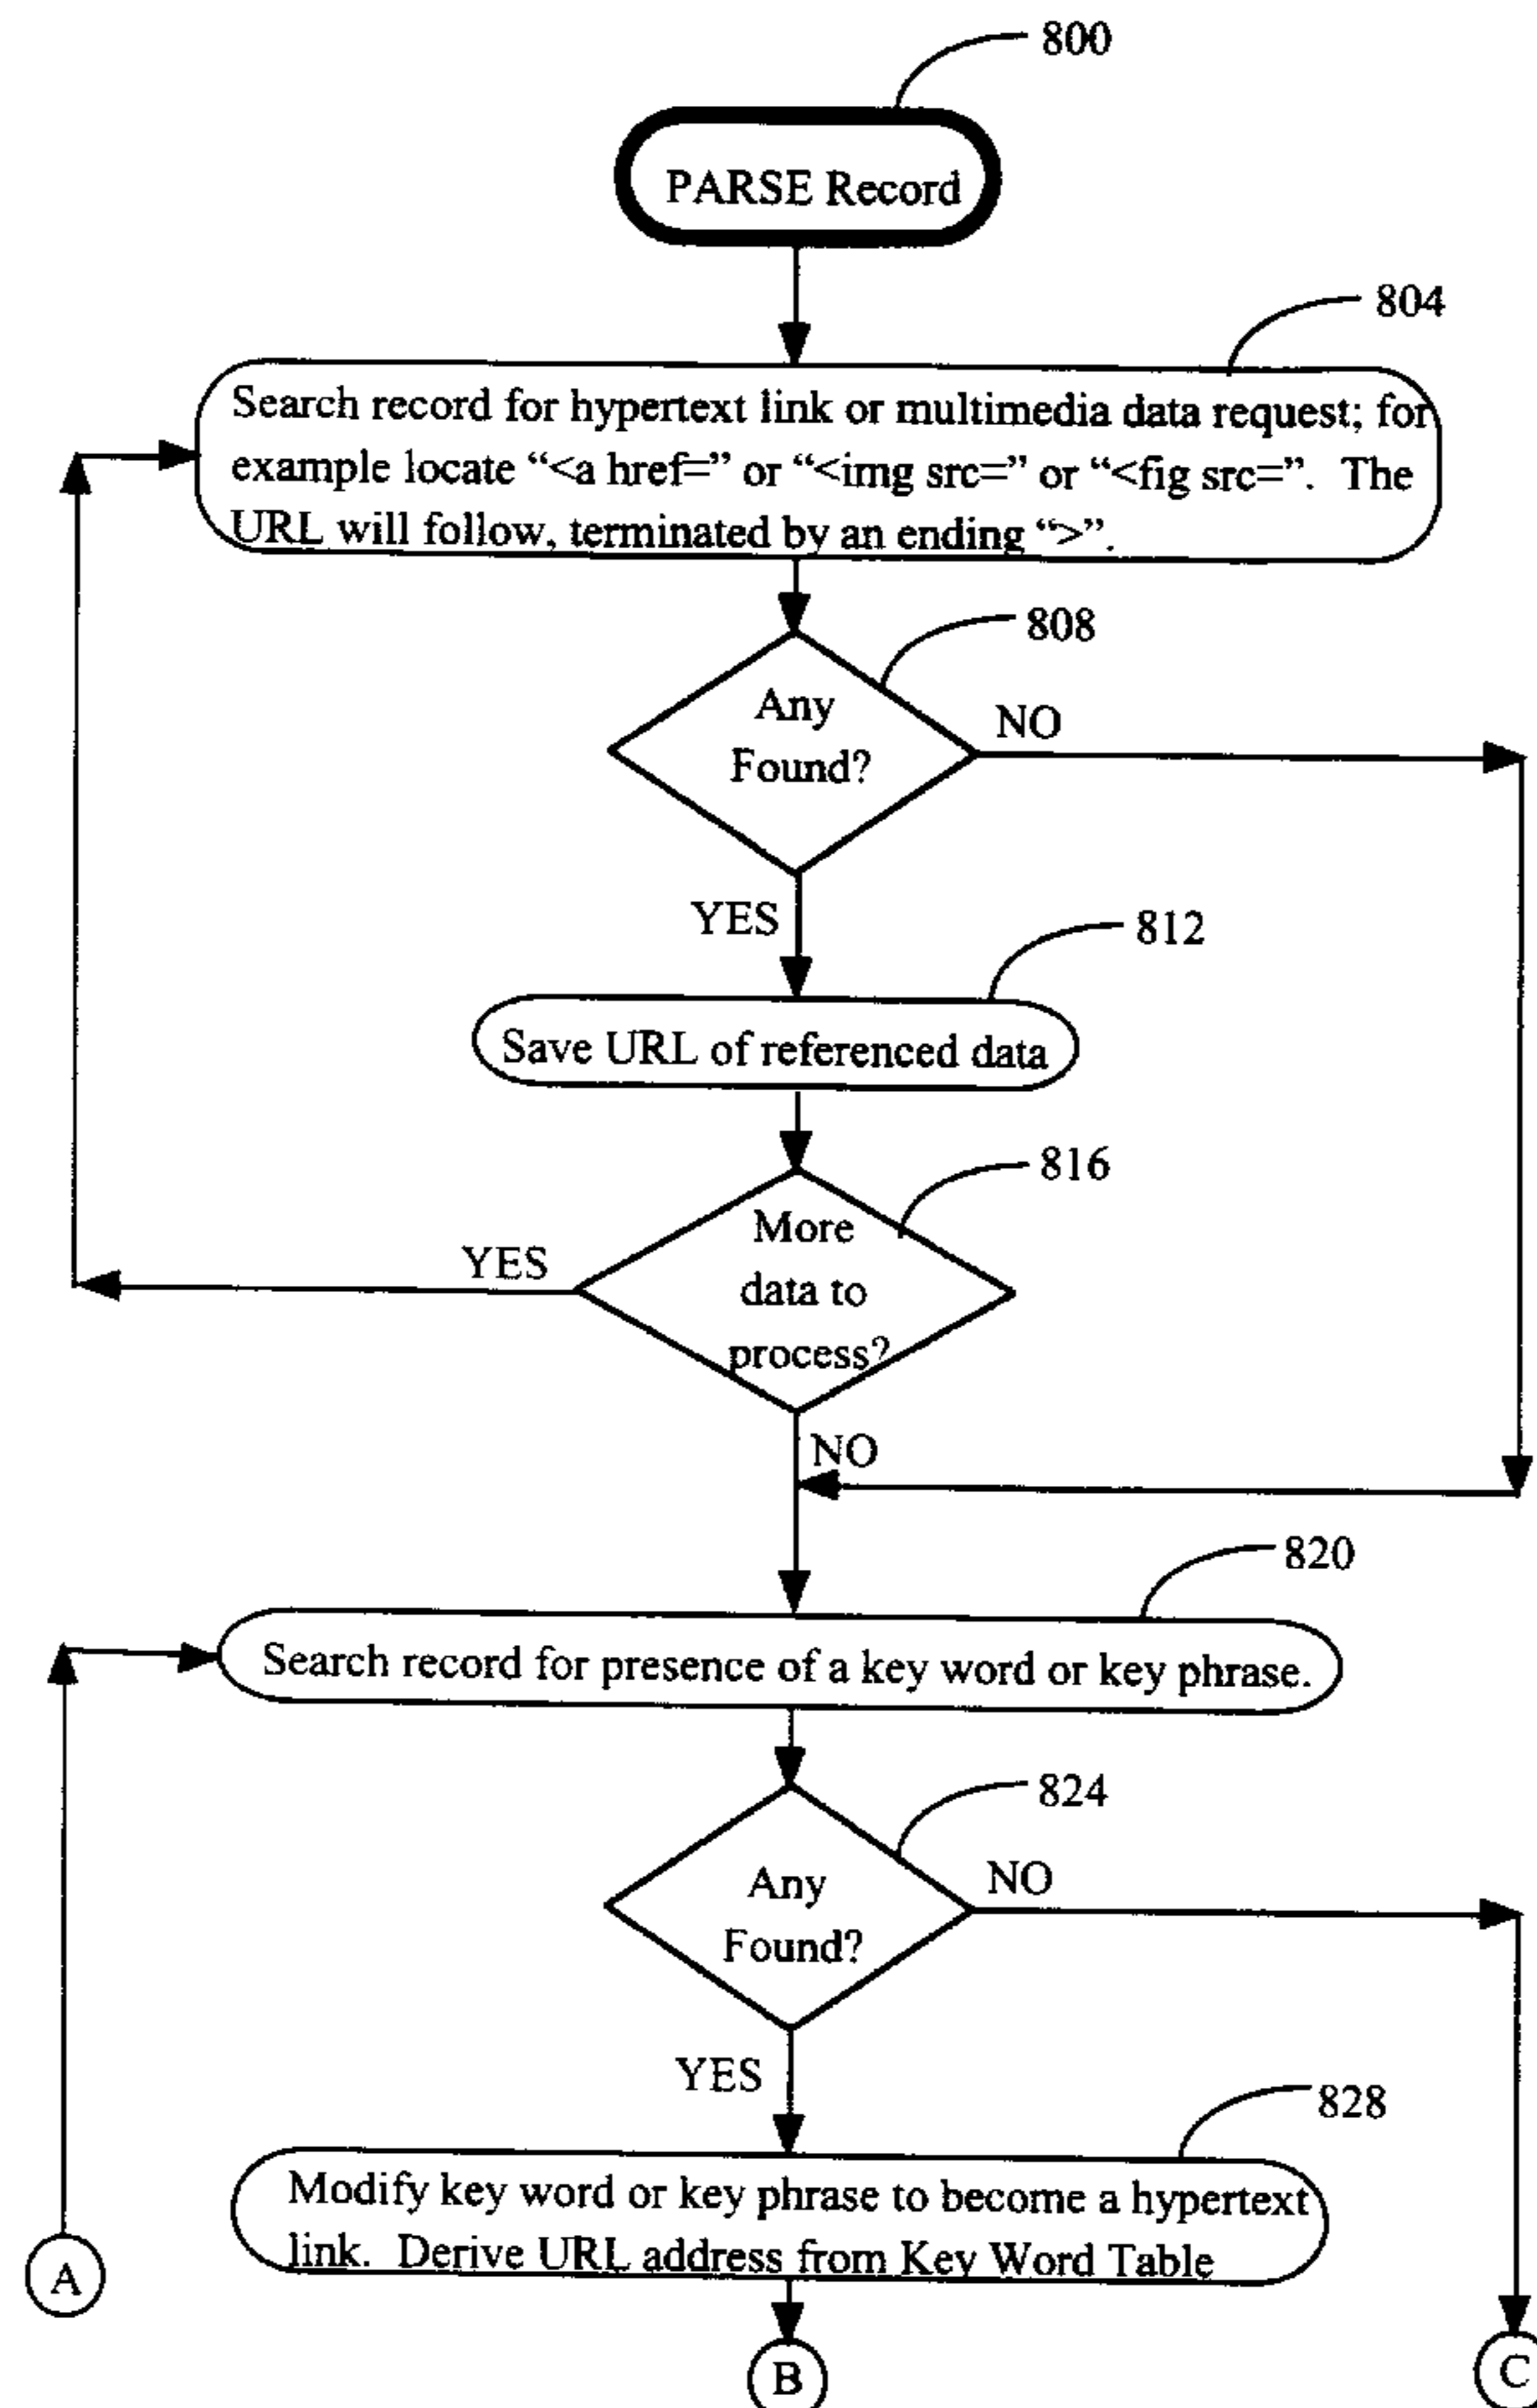 800
PARSE Record
804
Search record for hypertext link or multimedia data request; for
example locate “<a href=” or “<img src=” or “<fig src=”.  The
URL will follow, terminated by an ending “>”.
808
Any
Found?
NO
YES
812
Save URL of referenced data
816
More
data to
process?
YES
NO
820
Search record for presence of a key word or key phrase.
824
Any
Found?
NO
YES
828
Modify key word or key phrase to become a hypertext
link.  Derive URL address from Key Word Table
A
B
C